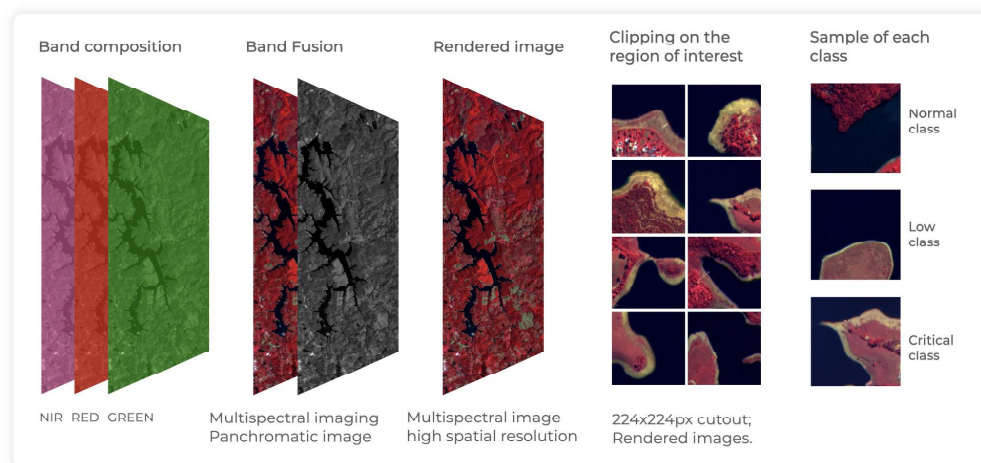 Band composition
Band Fusion
Rendered image
Clipping on the
region of interest
Sample of each
class
Normal
class
Low
class
Critical
class
NIR RED GREEN
Multispectral imaging
Panchromatic image
Multispectral image
high spatial resolution
224x224px cutout;
Rendered images.